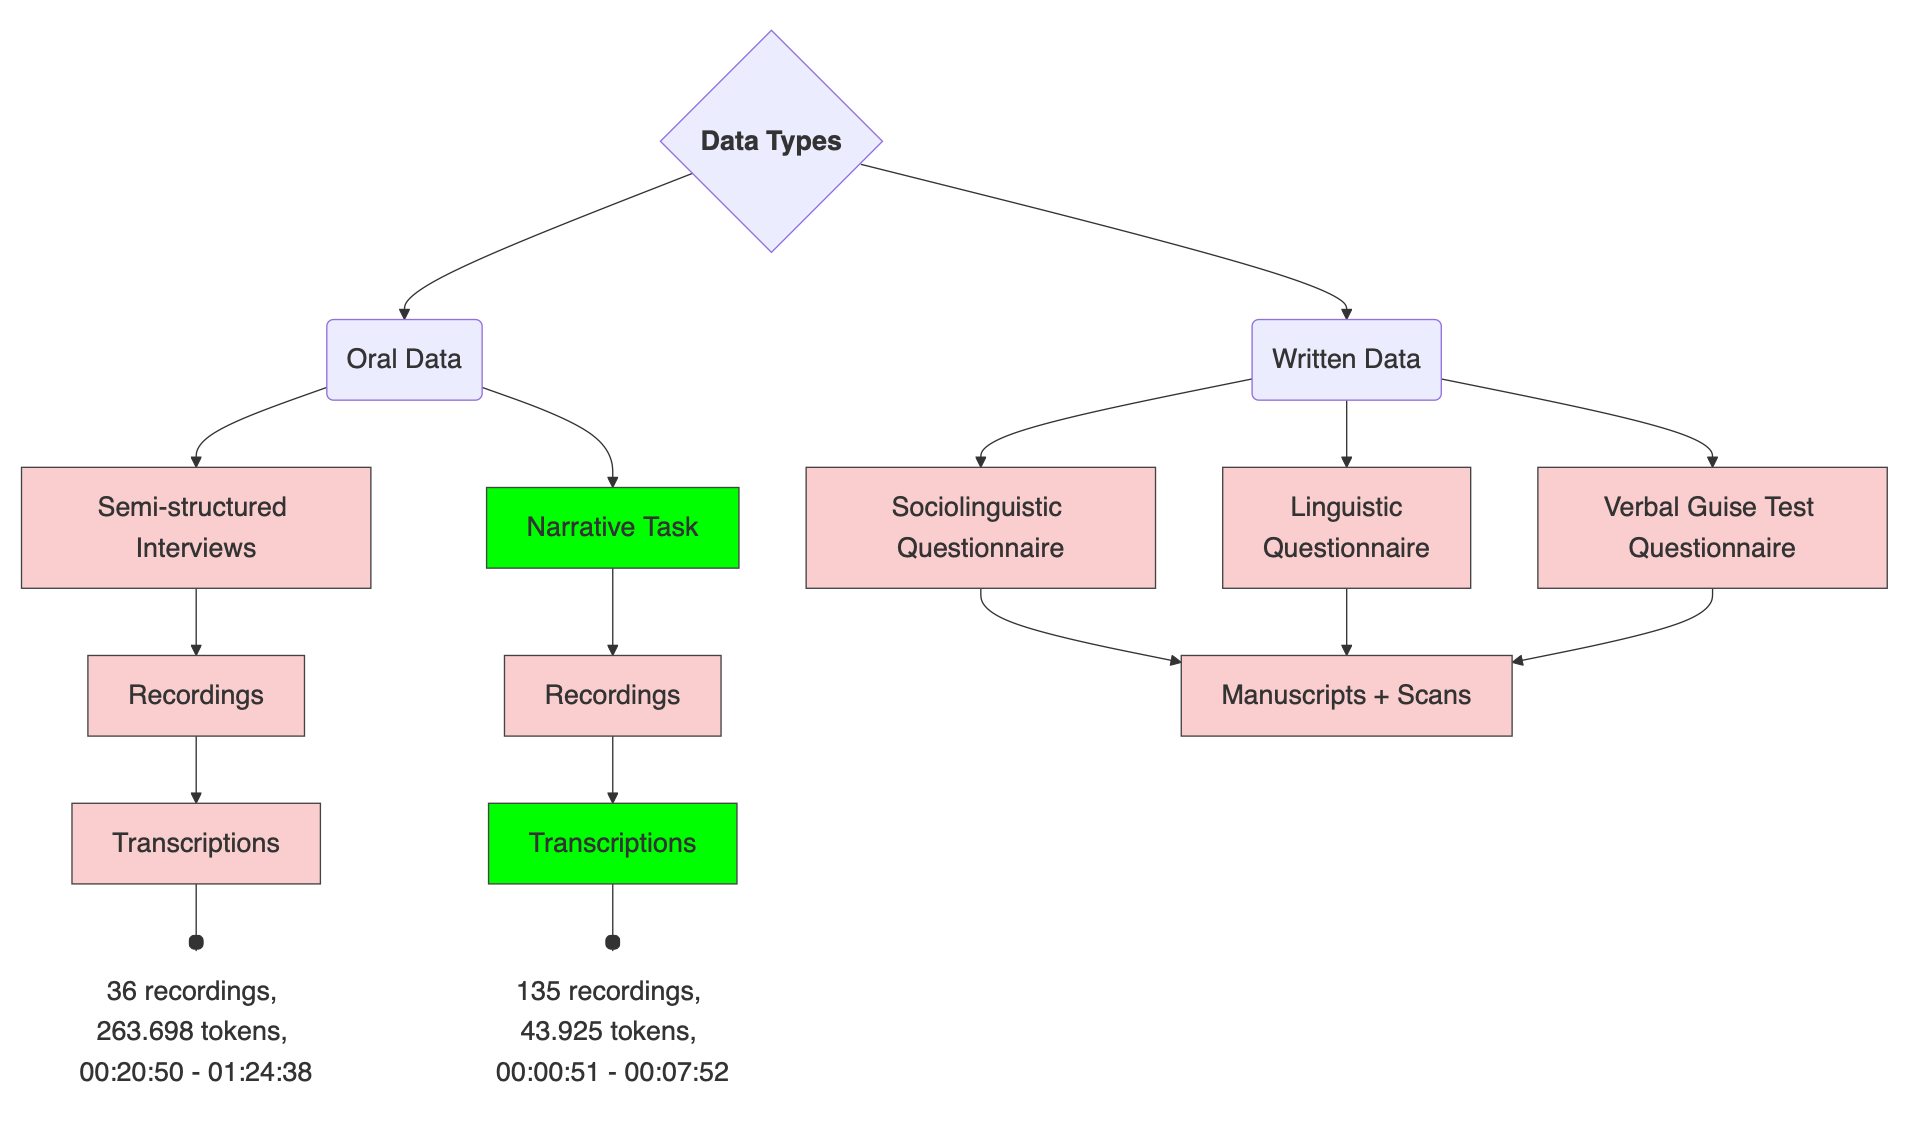 Data Types
Oral Data
Written Data
Semi-structured
Interviews
Narrative Task
Sociolinguistic
Questionnaire
Linguistic
Questionnaire
Verbal Guise Test
Questionnaire
Recordings
Recordings
Manuscripts + Scans
Transcriptions
Transcriptions
36 recordings,
263.698 tokens,
00:20:50 - 01:24:38
135 recordings,
43.925 tokens,
00:00:51 - 00:07:52